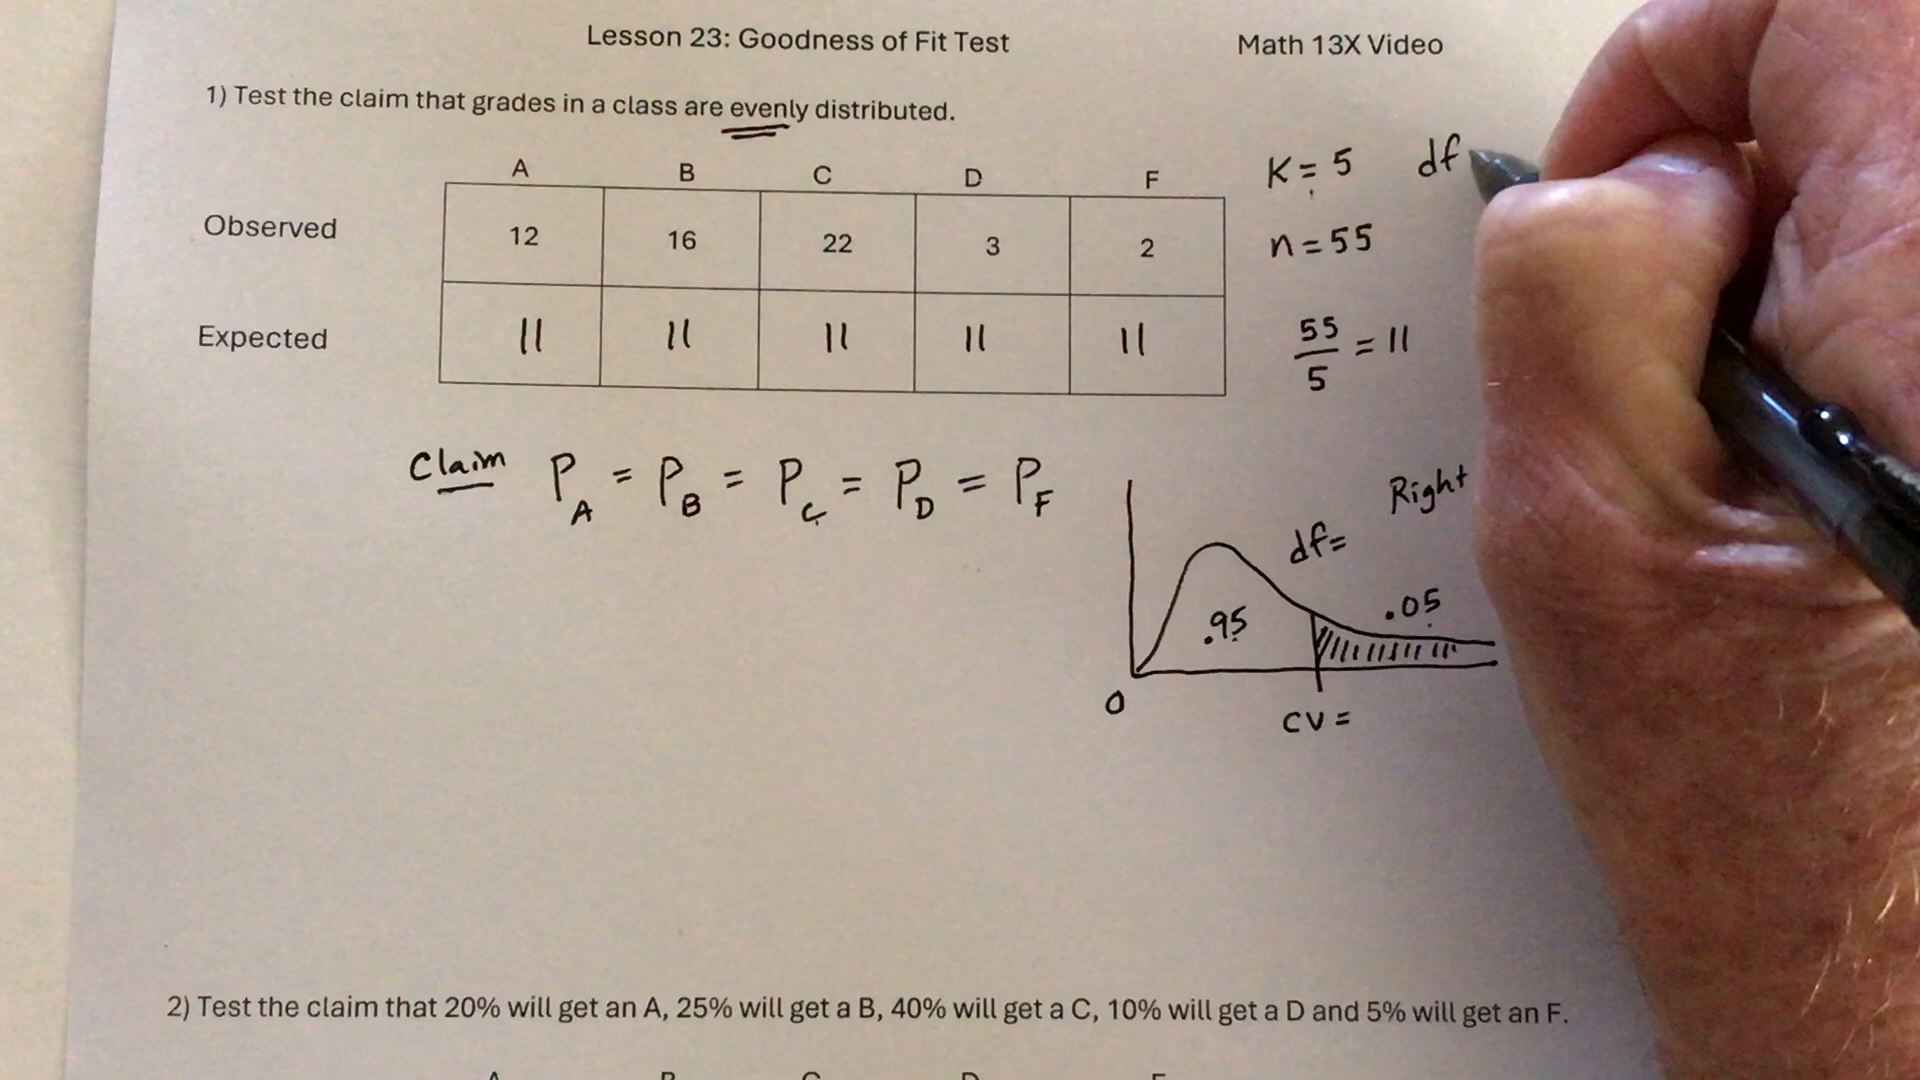 Lesson 23: Goodness of Fit Test Math 13X Video
1) Test the claim that grades in a class are evenly distributed.
A B C D F
Observed 12 16 22 3 2
Expected 11 11 11 11 11
K = 5 df
n = 55
55
5
= 11
Claim P_A = P_B = P_C = P_D = P_F
Right
df=
.95 .05
0
CV =
2) Test the claim that 20% will get an A, 25% will get a B, 40% will get a C, 10% will get a D and 5% will get an F.